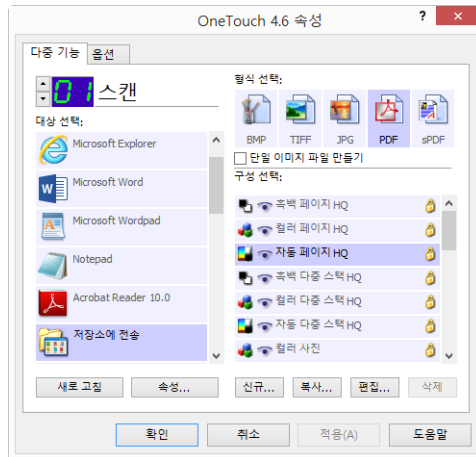 OneTouch 4.6 속성
다중 기능 옵션
01 스캔
대상 선택:
Microsoft Explorer
Microsoft Word
Microsoft Wordpad
Notepad
Acrobat Reader 10.0
저장소에 전송
새로 고침 속성...
형식 선택:
BMP TIFF JPG PDF sPDF
단일 이미지 파일 만들기
구성 선택:
흑백 페이지 HQ
컬러 페이지 HQ
자동 페이지 HQ
흑백 다중 스택 HQ
컬러 다중 스택 HQ
자동 다중 스택 HQ
컬러 사진
신규... 복사... 편집... 삭제
확인 취소 적용(A) 도움말